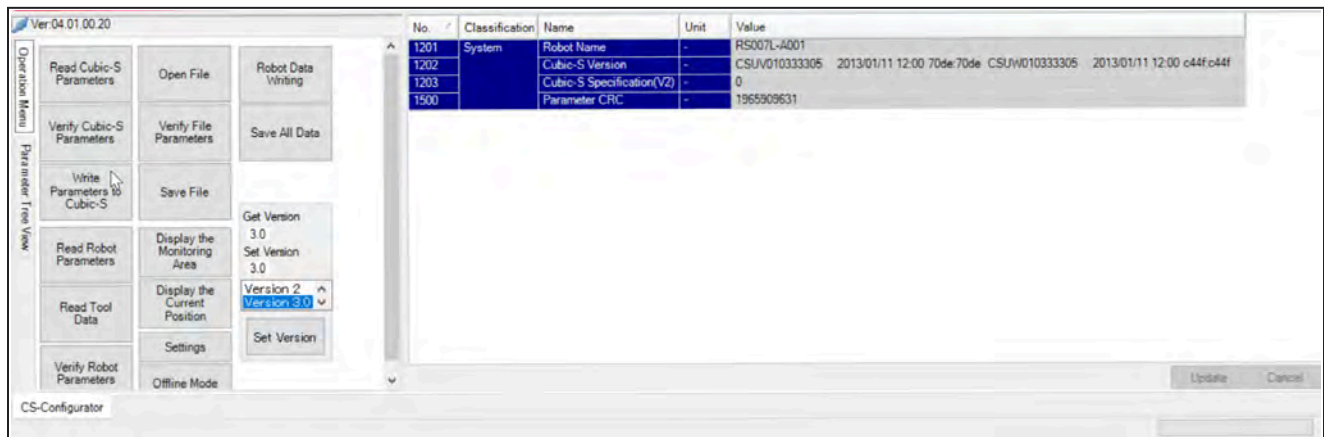 Ver:04.01.00.20
Operation Menu
Parameter Tree View
Read Cubic-S
Parameters
Open File
Robot Data
Writing
Verify Cubic-S
Parameters
Verify File
Parameters
Save All Data
Write
Parameters to
Cubic-S
Save File
Get Version
3.0
Set Version
3.0
Read Robot
Parameters
Display the
Monitoring
Area
Version 2
Version 3.0
Read Tool
Data
Display the
Current
Position
Set Version
Settings
Verify Robot
Parameters
Offline Mode
CS-Configurator
No. Classification Name Unit Value
1201 System Robot Name - RS007L-A001
1202 Cubic-S Version - CSUV010333305 2013/01/11 12:00 70de:70de CSUW010333305 2013/01/11 12:00 c44f:c44f
1203 Cubic-S Specification(V2) - 0
1500 Parameter CRC - 1965909631
Update Cancel